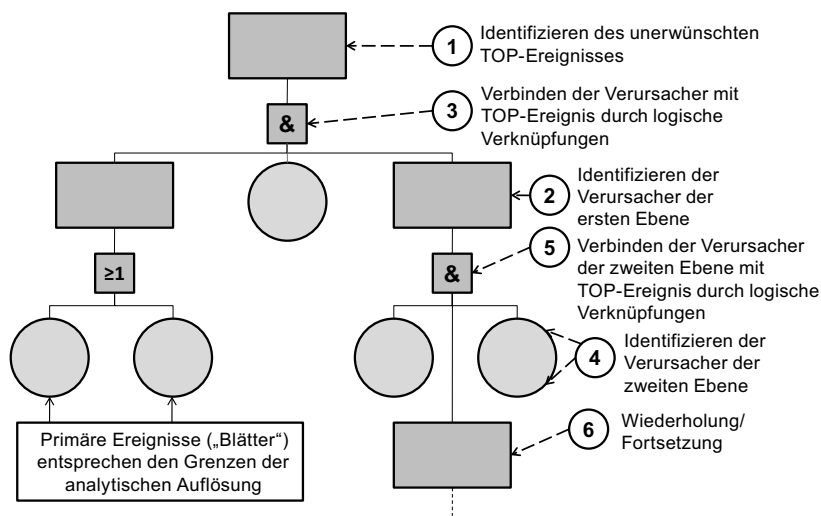 1
Identifizieren des unerwünschten
TOP-Ereignisses
&
3
Verbinden der Verursacher mit
TOP-Ereignis durch logische
Verknüpfungen
2
Identifizieren der
Verursacher der
ersten Ebene
≥1
&
5
Verbinden der Verursacher
der zweiten Ebene mit
TOP-Ereignis durch logische
Verknüpfungen
4
Identifizieren der
Verursacher der
zweiten Ebene
Primäre Ereignisse („Blätter“)
entsprechen den Grenzen der
analytischen Auflösung
6
Wiederholung/
Fortsetzung